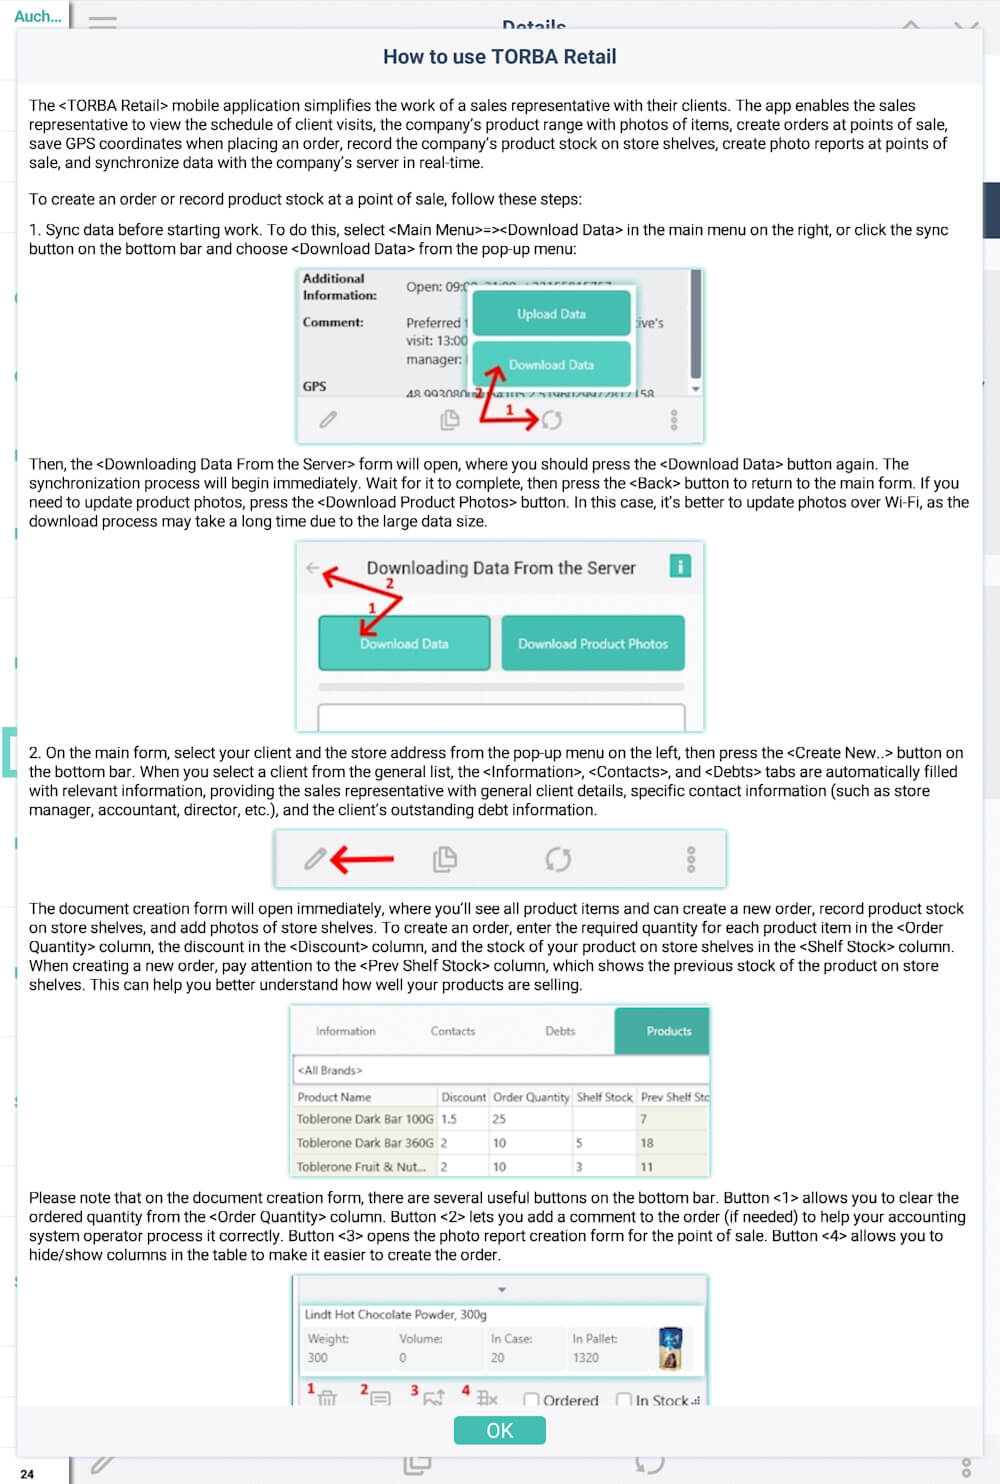 Auch...
Details
How to use TORBA Retail
The <TORBA Retail> mobile application simplifies the work of a sales representative with their clients. The app enables the sales
representative to view the schedule of client visits, the company's product range with photos of items, create orders at points of sale,
save GPS coordinates when placing an order, record the company's product stock on store shelves, create photo reports at points of
sale, and synchronize data with the company's server in real-time.
To create an order or record product stock at a point of sale, follow these steps:
1. Sync data before starting work. To do this, select <Main Menu>=><Download Data> in the main menu on the right, or click the sync
button on the bottom bar and choose <Download Data> from the pop-up menu:
Additional
Information:
Open: 09:0
Comment:
Preferred
ive's
visit: 13:00
manager:
GPS
Upload Data
Download Data
2
1
Then, the <Downloading Data From the Server> form will open, where you should press the <Download Data> button again. The
synchronization process will begin immediately. Wait for it to complete, then press the <Back> button to return to the main form. If you
need to update product photos, press the <Download Product Photos> button. In this case, it's better to update photos over Wi-Fi, as the
download process may take a long time due to the large data size.
Downloading Data From the Server
i
2
1
Download Data
Download Product Photos
2. On the main form, select your client and the store address from the pop-up menu on the left, then press the <Create New..> button on
the bottom bar. When you select a client from the general list, the <Information>, <Contacts>, and <Debts> tabs are automatically filled
with relevant information, providing the sales representative with general client details, specific contact information (such as store
manager, accountant, director, etc.), and the client's outstanding debt information.
The document creation form will open immediately, where you'll see all product items and can create a new order, record product stock
on store shelves, and add photos of store shelves. To create an order, enter the required quantity for each product item in the <Order
Quantity> column, the discount in the <Discount> column, and the stock of your product on store shelves in the <Shelf Stock> column.
When creating a new order, pay attention to the <Prev Shelf Stock> column, which shows the previous stock of the product on store
shelves. This can help you better understand how well your products are selling.
Information Contacts Debts Products
<All Brands>
Product Name Discount Order Quantity Shelf Stock Prev Shelf Stc
Toblerone Dark Bar 100G 1.5 25 7
Toblerone Dark Bar 360G 2 10 5 18
Toblerone Fruit & Nut... 2 10 3 11
Please note that on the document creation form, there are several useful buttons on the bottom bar. Button <1> allows you to clear the
ordered quantity from the <Order Quantity> column. Button <2> lets you add a comment to the order (if needed) to help your accounting
system operator process it correctly. Button <3> opens the photo report creation form for the point of sale. Button <4> allows you to
hide/show columns in the table to make it easier to create the order.
Lindt Hot Chocolate Powder, 300g
Weight: Volume: In Case: In Pallet:
300 0 20 1320
1 2 3 4 Ordered In Stock
OK
24